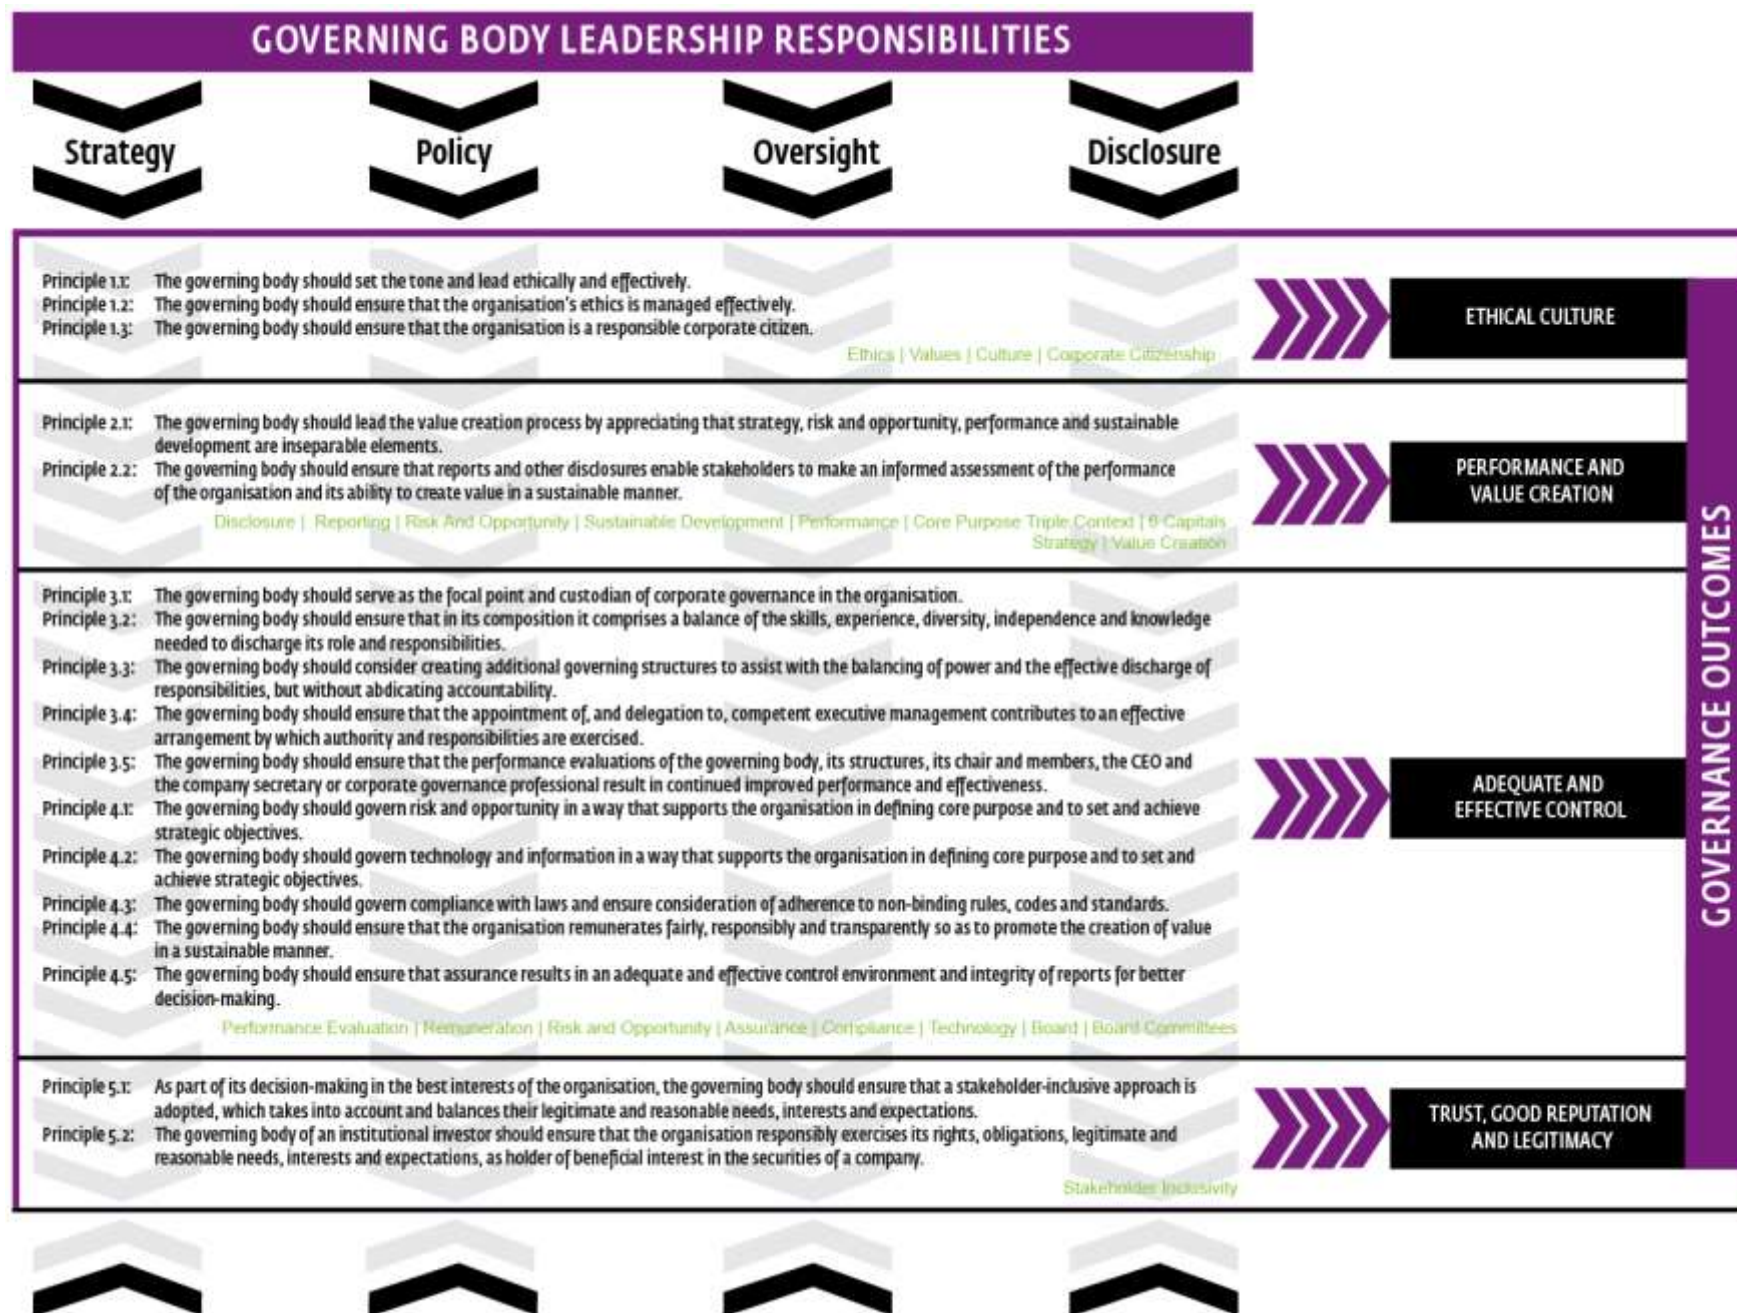 GOVERNING BODY LEADERSHIP RESPONSIBILITIES
Strategy
Policy
Oversight
Disclosure
Principle 1.1: The governing body should set the tone and lead ethically and effectively.
Principle 1.2: The governing body should ensure that the organisation's ethics is managed effectively.
Principle 1.3: The governing body should ensure that the organisation is a responsible corporate citizen.
Ethics | Values | Culture | Corporate Citizenship
ETHICAL CULTURE
Principle 2.1: The governing body should lead the value creation process by appreciating that strategy, risk and opportunity, performance and sustainable
development are inseparable elements.
Principle 2.2: The governing body should ensure that reports and other disclosures enable stakeholders to make an informed assessment of the performance
of the organisation and its ability to create value in a sustainable manner.
Disclosure | Reporting | Risk And Opportunity | Sustainable Development | Performance | Core Purpose Triple Context | 6 Capitals
Strategy | Value Creation
PERFORMANCE AND
VALUE CREATION
Principle 3.1: The governing body should serve as the focal point and custodian of corporate governance in the organisation.
Principle 3.2: The governing body should ensure that in its composition it comprises a balance of the skills, experience, diversity, independence and knowledge
needed to discharge its role and responsibilities.
Principle 3.3: The governing body should consider creating additional governing structures to assist with the balancing of power and the effective discharge of
responsibilities, but without abdicating accountability.
Principle 3.4: The governing body should ensure that the appointment of, and delegation to, competent executive management contributes to an effective
arrangement by which authority and responsibilities are exercised.
Principle 3.5: The governing body should ensure that the performance evaluations of the governing body, its structures, its chair and members, the CEO and
the company secretary or corporate governance professional result in continued improved performance and effectiveness.
Principle 4.1: The governing body should govern risk and opportunity in a way that supports the organisation in defining core purpose and to set and achieve
strategic objectives.
Principle 4.2: The governing body should govern technology and information in a way that supports the organisation in defining core purpose and to set and
achieve strategic objectives.
Principle 4.3: The governing body should govern compliance with laws and ensure consideration of adherence to non-binding rules, codes and standards.
Principle 4.4: The governing body should ensure that the organisation remunerates fairly, responsibly and transparently so as to promote the creation of value
in a sustainable manner.
Principle 4.5: The governing body should ensure that assurance results in an adequate and effective control environment and integrity of reports for better
decision-making.
Performance Evaluation | Remuneration | Risk and Opportunity | Assurance | Compliance | Technology | Board | Board Committees
ADEQUATE AND
EFFECTIVE CONTROL
Principle 5.1: As part of its decision-making in the best interests of the organisation, the governing body should ensure that a stakeholder-inclusive approach is
adopted, which takes into account and balances their legitimate and reasonable needs, interests and expectations.
Principle 5.2: The governing body of an institutional investor should ensure that the organisation responsibly exercises its rights, obligations, legitimate and
reasonable needs, interests and expectations, as holder of beneficial interest in the securities of a company.
Stakeholder Inclusivity
TRUST, GOOD REPUTATION
AND LEGITIMACY
GOVERNANCE OUTCOMES